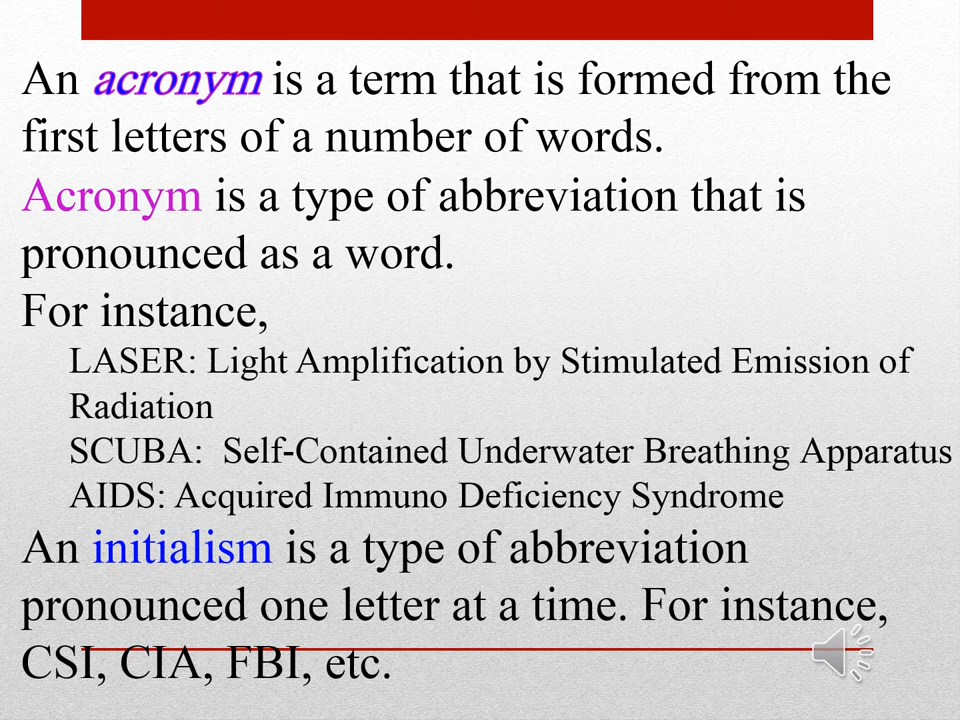 An acronym is a term that is formed from the
first letters of a number of words.
Acronym is a type of abbreviation that is
pronounced as a word.
For instance,
LASER: Light Amplification by Stimulated Emission of
Radiation
SCUBA:  Self-Contained Underwater Breathing Apparatus
AIDS: Acquired Immuno Deficiency Syndrome
An initialism is a type of abbreviation
pronounced one letter at a time. For instance,
CSI, CIA, FBI, etc.